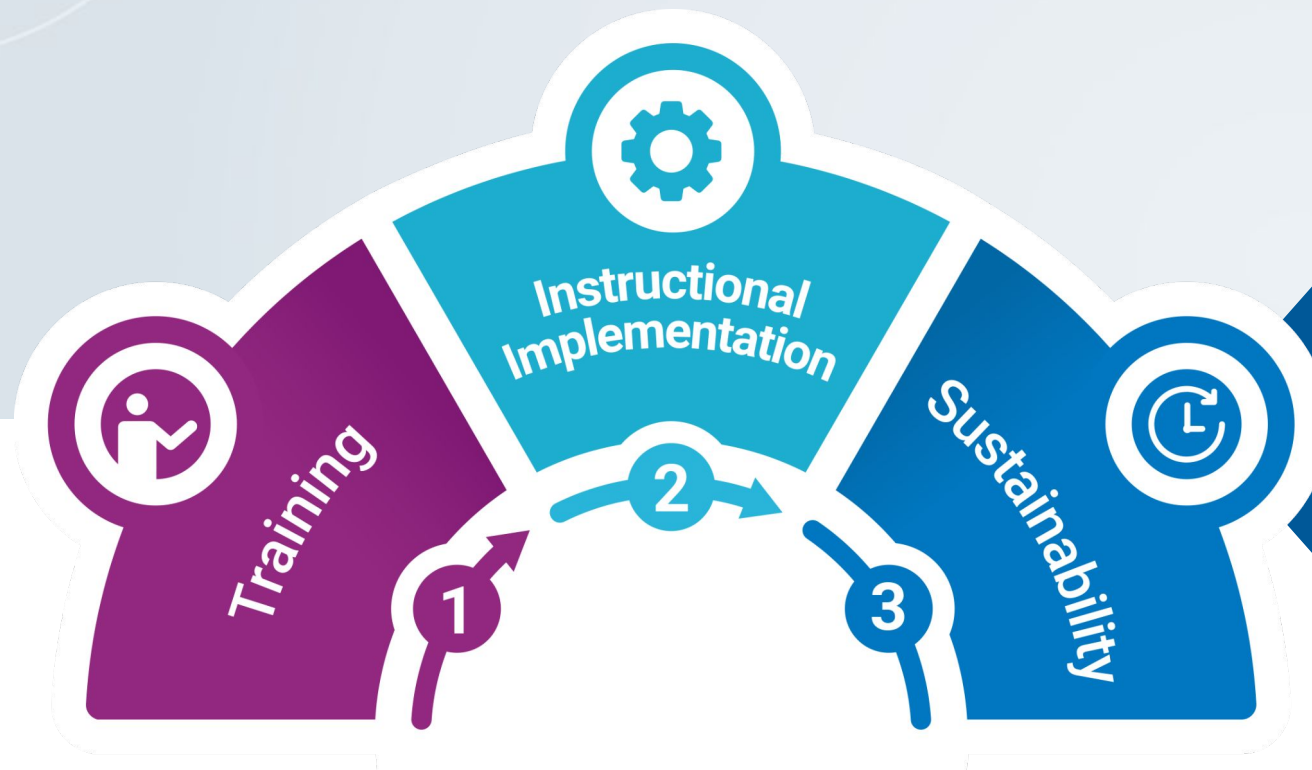 Training
1
Instructional
Implementation
2
Sustainability
3